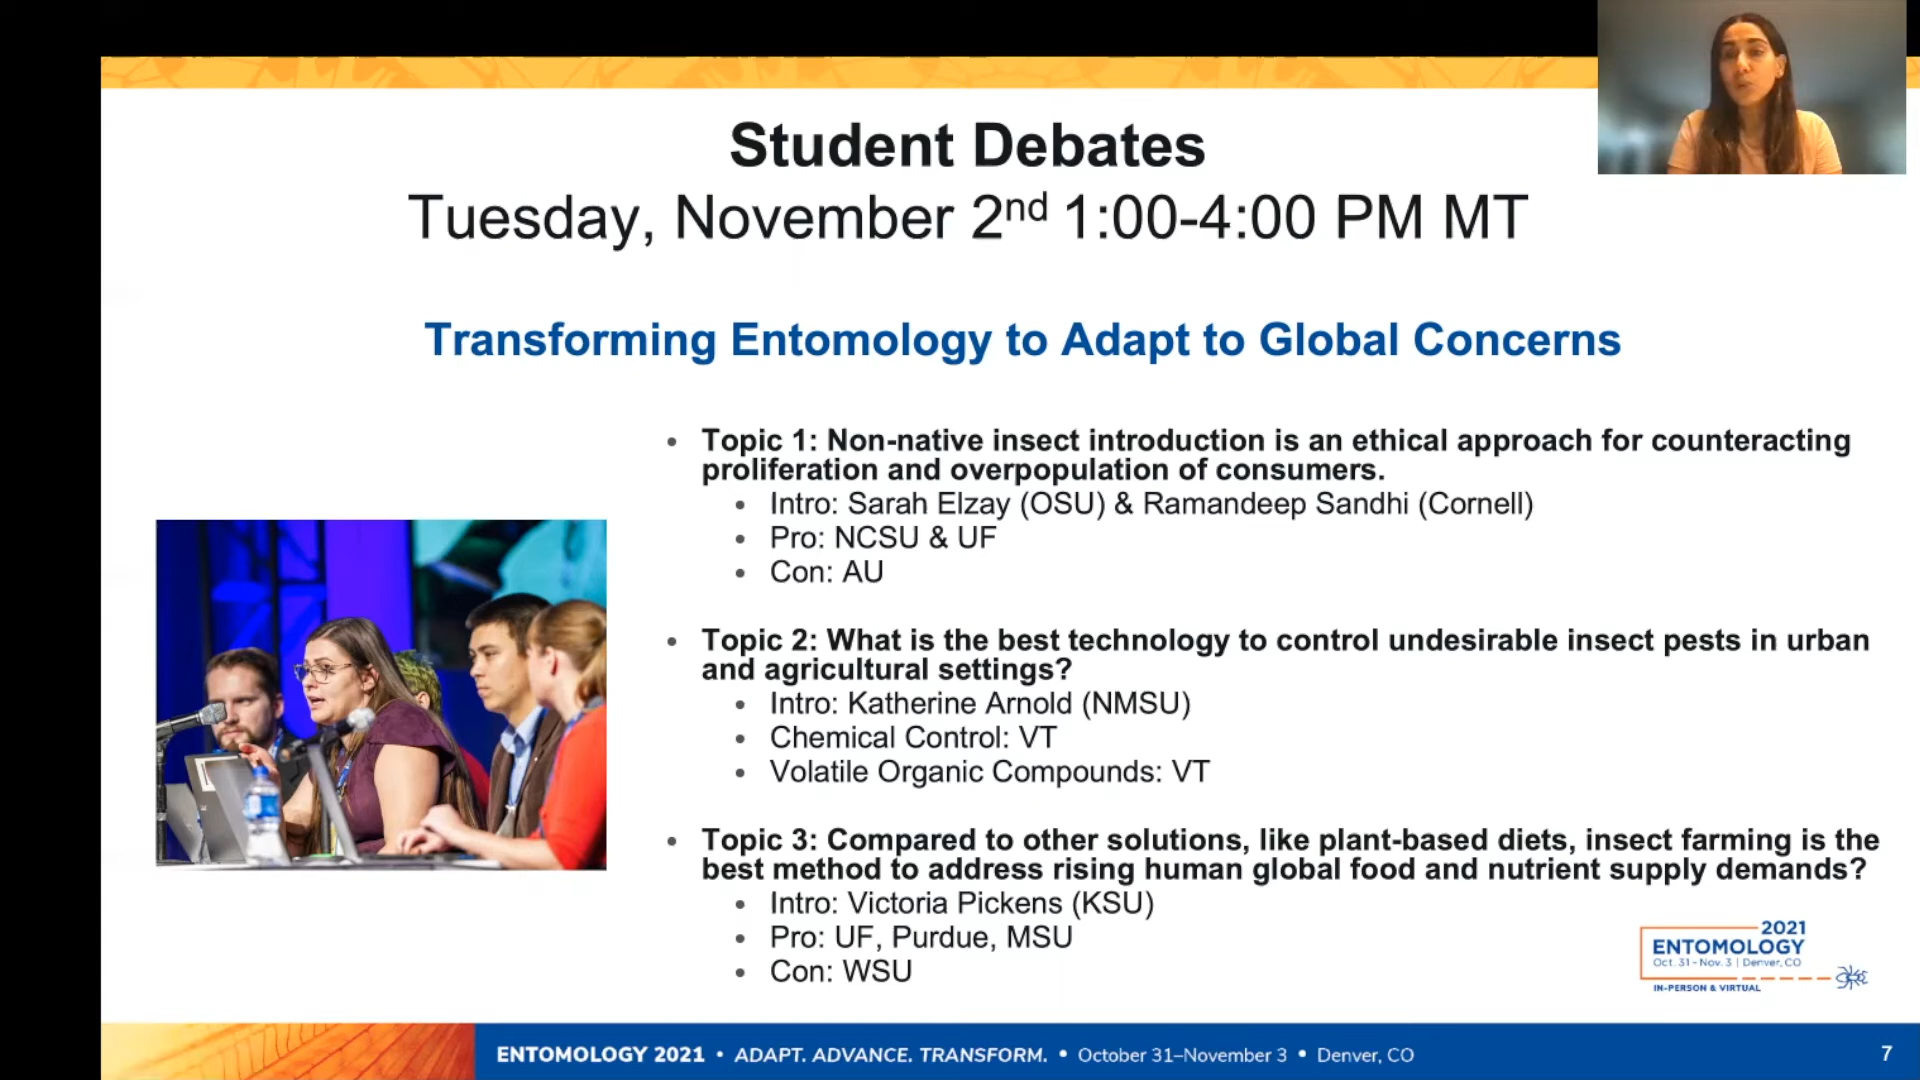 Student Debates
Tuesday, November 2nd 1:00-4:00 PM MT
Transforming Entomology to Adapt to Global Concerns
• Topic 1: Non-native insect introduction is an ethical approach for counteracting
proliferation and overpopulation of consumers.
• Intro: Sarah Elzay (OSU) & Ramandeep Sandhi (Cornell)
• Pro: NCSU & UF
• Con: AU
• Topic 2: What is the best technology to control undesirable insect pests in urban
and agricultural settings?
• Intro: Katherine Arnold (NMSU)
• Chemical Control: VT
• Volatile Organic Compounds: VT
• Topic 3: Compared to other solutions, like plant-based diets, insect farming is the
best method to address rising human global food and nutrient supply demands?
• Intro: Victoria Pickens (KSU)
• Pro: UF, Purdue, MSU
• Con: WSU
2021
ENTOMOLOGY
Oct. 31 - Nov. 3 | Denver, CO
IN-PERSON & VIRTUAL
ENTOMOLOGY 2021 • ADAPT. ADVANCE. TRANSFORM. • October 31–November 3 • Denver, CO
7